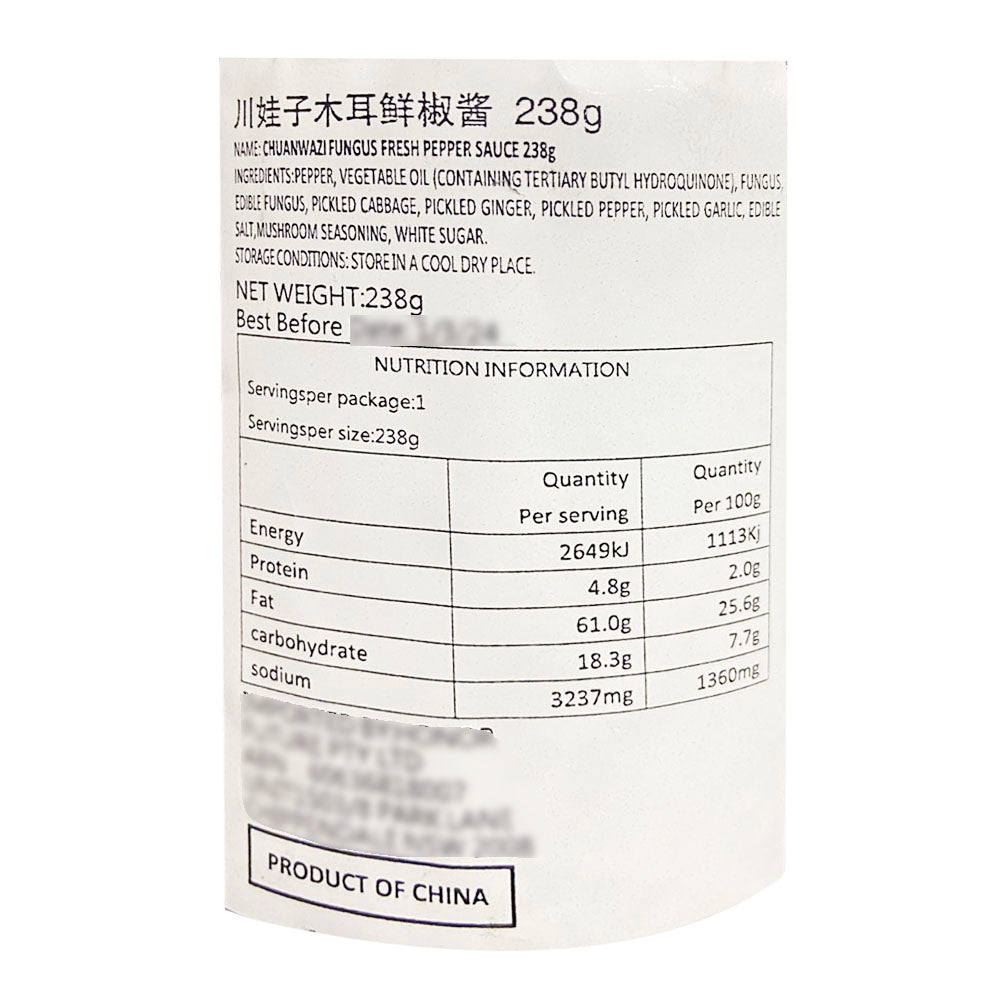 川娃子木耳鲜椒酱 238g
NAME: CHUANWAZI FUNGUS FRESH PEPPER SAUCE 238g
INGREDIENTS:PEPPER, VEGETABLE OIL (CONTAINING TERTIARY BUTYL HYDROQUINONE), FUNGUS,
EDIBLE FUNGUS, PICKLED CABBAGE, PICKLED GINGER, PICKLED PEPPER, PICKLED GARLIC, EDIBLE
SALT,MUSHROOM SEASONING, WHITE SUGAR.
STORAGE CONDITIONS: STORE IN A COOL DRY PLACE.
NET WEIGHT:238g
Best Before
NUTRITION INFORMATION
Servingsper package:1
Servingsper size:238g
Quantity Per serving Quantity Per 100g
Energy 2649kJ 1113Kj
Protein 4.8g 2.0g
Fat 61.0g 25.6g
carbohydrate 18.3g 7.7g
sodium 3237mg 1360mg
PRODUCT OF CHINA